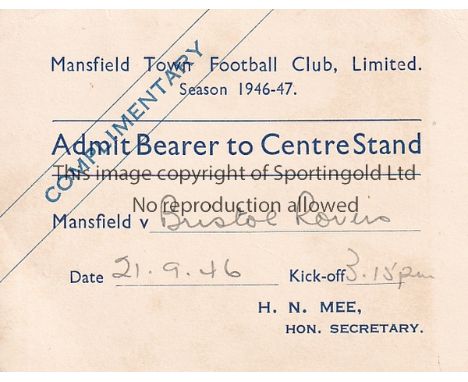 Mansfield Town Football Club, Limited.
Season 1946-47.
COMPLIMENTARY
Admit Bearer to Centre Stand
This image copyright of Sportingold Ltd
No reproduction allowed
Mansfield v Bristol Rovers
Date 21.9.46 Kick-off 3.15pm
H. N. MEE,
HON. SECRETARY.